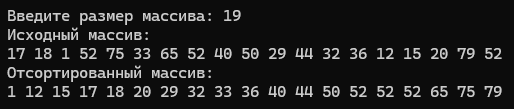 Введите размер массива: 19
Исходный массив:
17 18 1 52 75 33 65 52 40 50 29 44 32 36 12 15 20 79 52
Отсортированный массив:
1 12 15 17 18 20 29 32 33 36 40 44 50 52 52 52 65 75 79